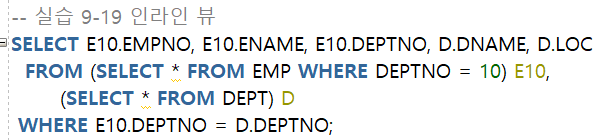 -- 실습 9-19 인라인 뷰
SELECT E10.EMPNO, E10.ENAME, E10.DEPTNO, D.DNAME, D.LOC
FROM (SELECT * FROM EMP WHERE DEPTNO = 10) E10,
(SELECT * FROM DEPT) D
WHERE E10.DEPTNO = D.DEPTNO;